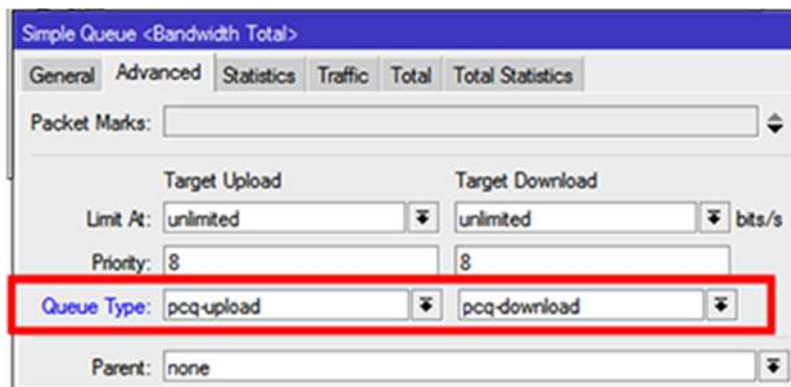 Simple Queue <Bandwidth Total>
General Advanced Statistics Traffic Total Total Statistics
Packet Marks:
Target Upload Target Download
Limit At: unlimited unlimited bits/s
Priority: 8 8
Queue Type: pcq-upload pcq-download
Parent: none